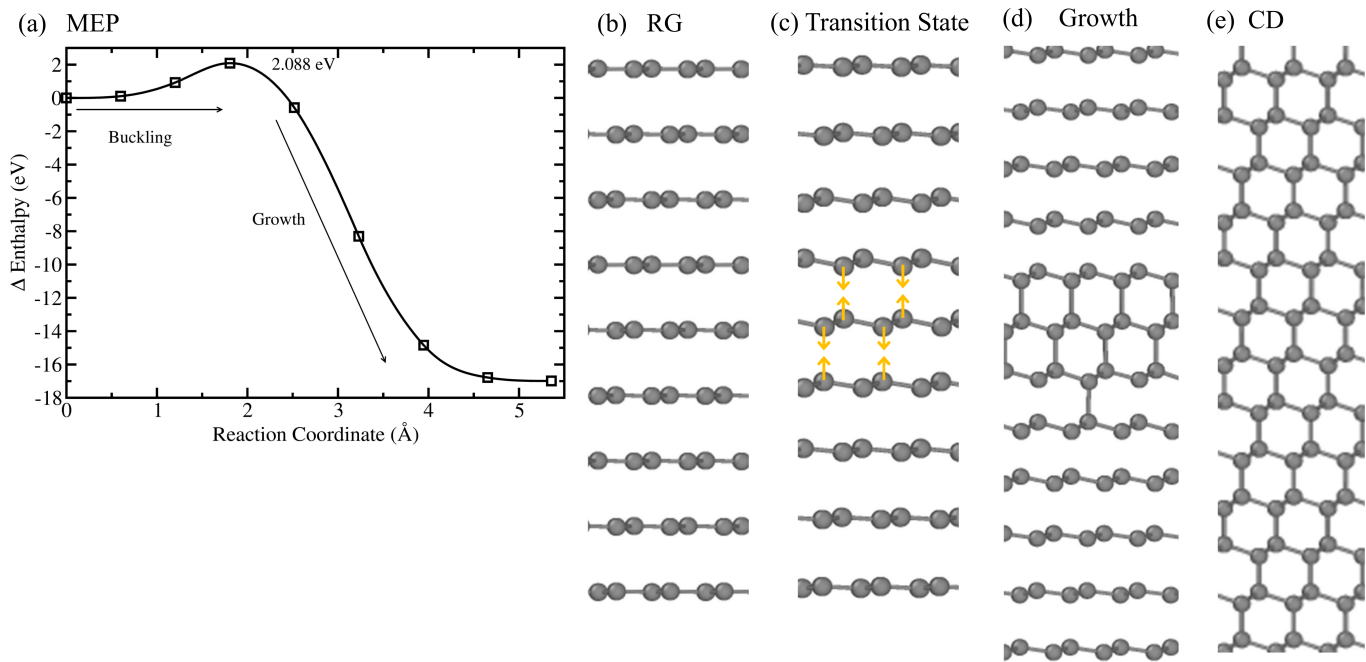 (a) MEP
(b) RG
(c) Transition State
(d) Growth
(e) CD
2.088 eV
Buckling
Growth
Δ Enthalpy (eV)
2
0
-2
-4
-6
-8
-10
-12
-14
-16
-18
0 1 2 3 4 5
Reaction Coordinate (Å)